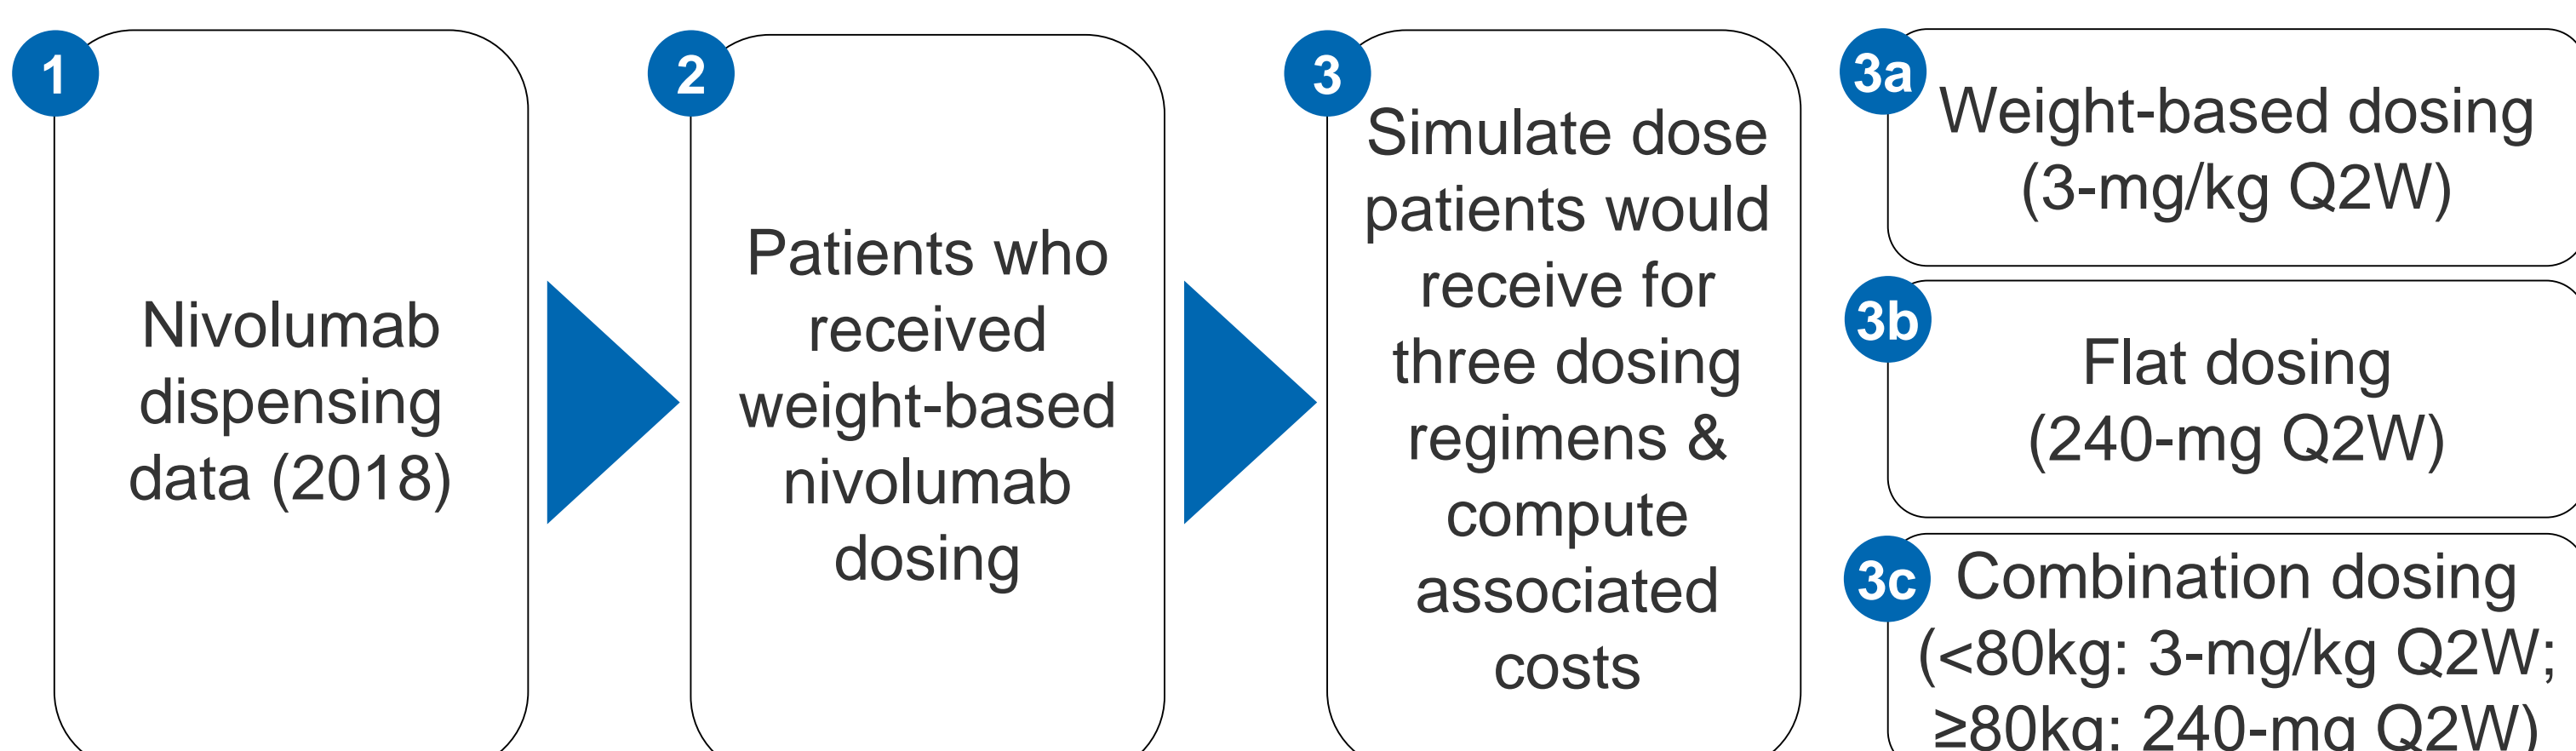 1
Nivolumab
dispensing
data (2018)
2
Patients who
received
weight-based
nivolumab
dosing
3
Simulate dose
patients would
receive for
three dosing
regimens &
compute
associated
costs
3a
Weight-based dosing
(3-mg/kg Q2W)
3b
Flat dosing
(240-mg Q2W)
3c
Combination dosing
(<80kg: 3-mg/kg Q2W;
≥80kg: 240-mg Q2W)